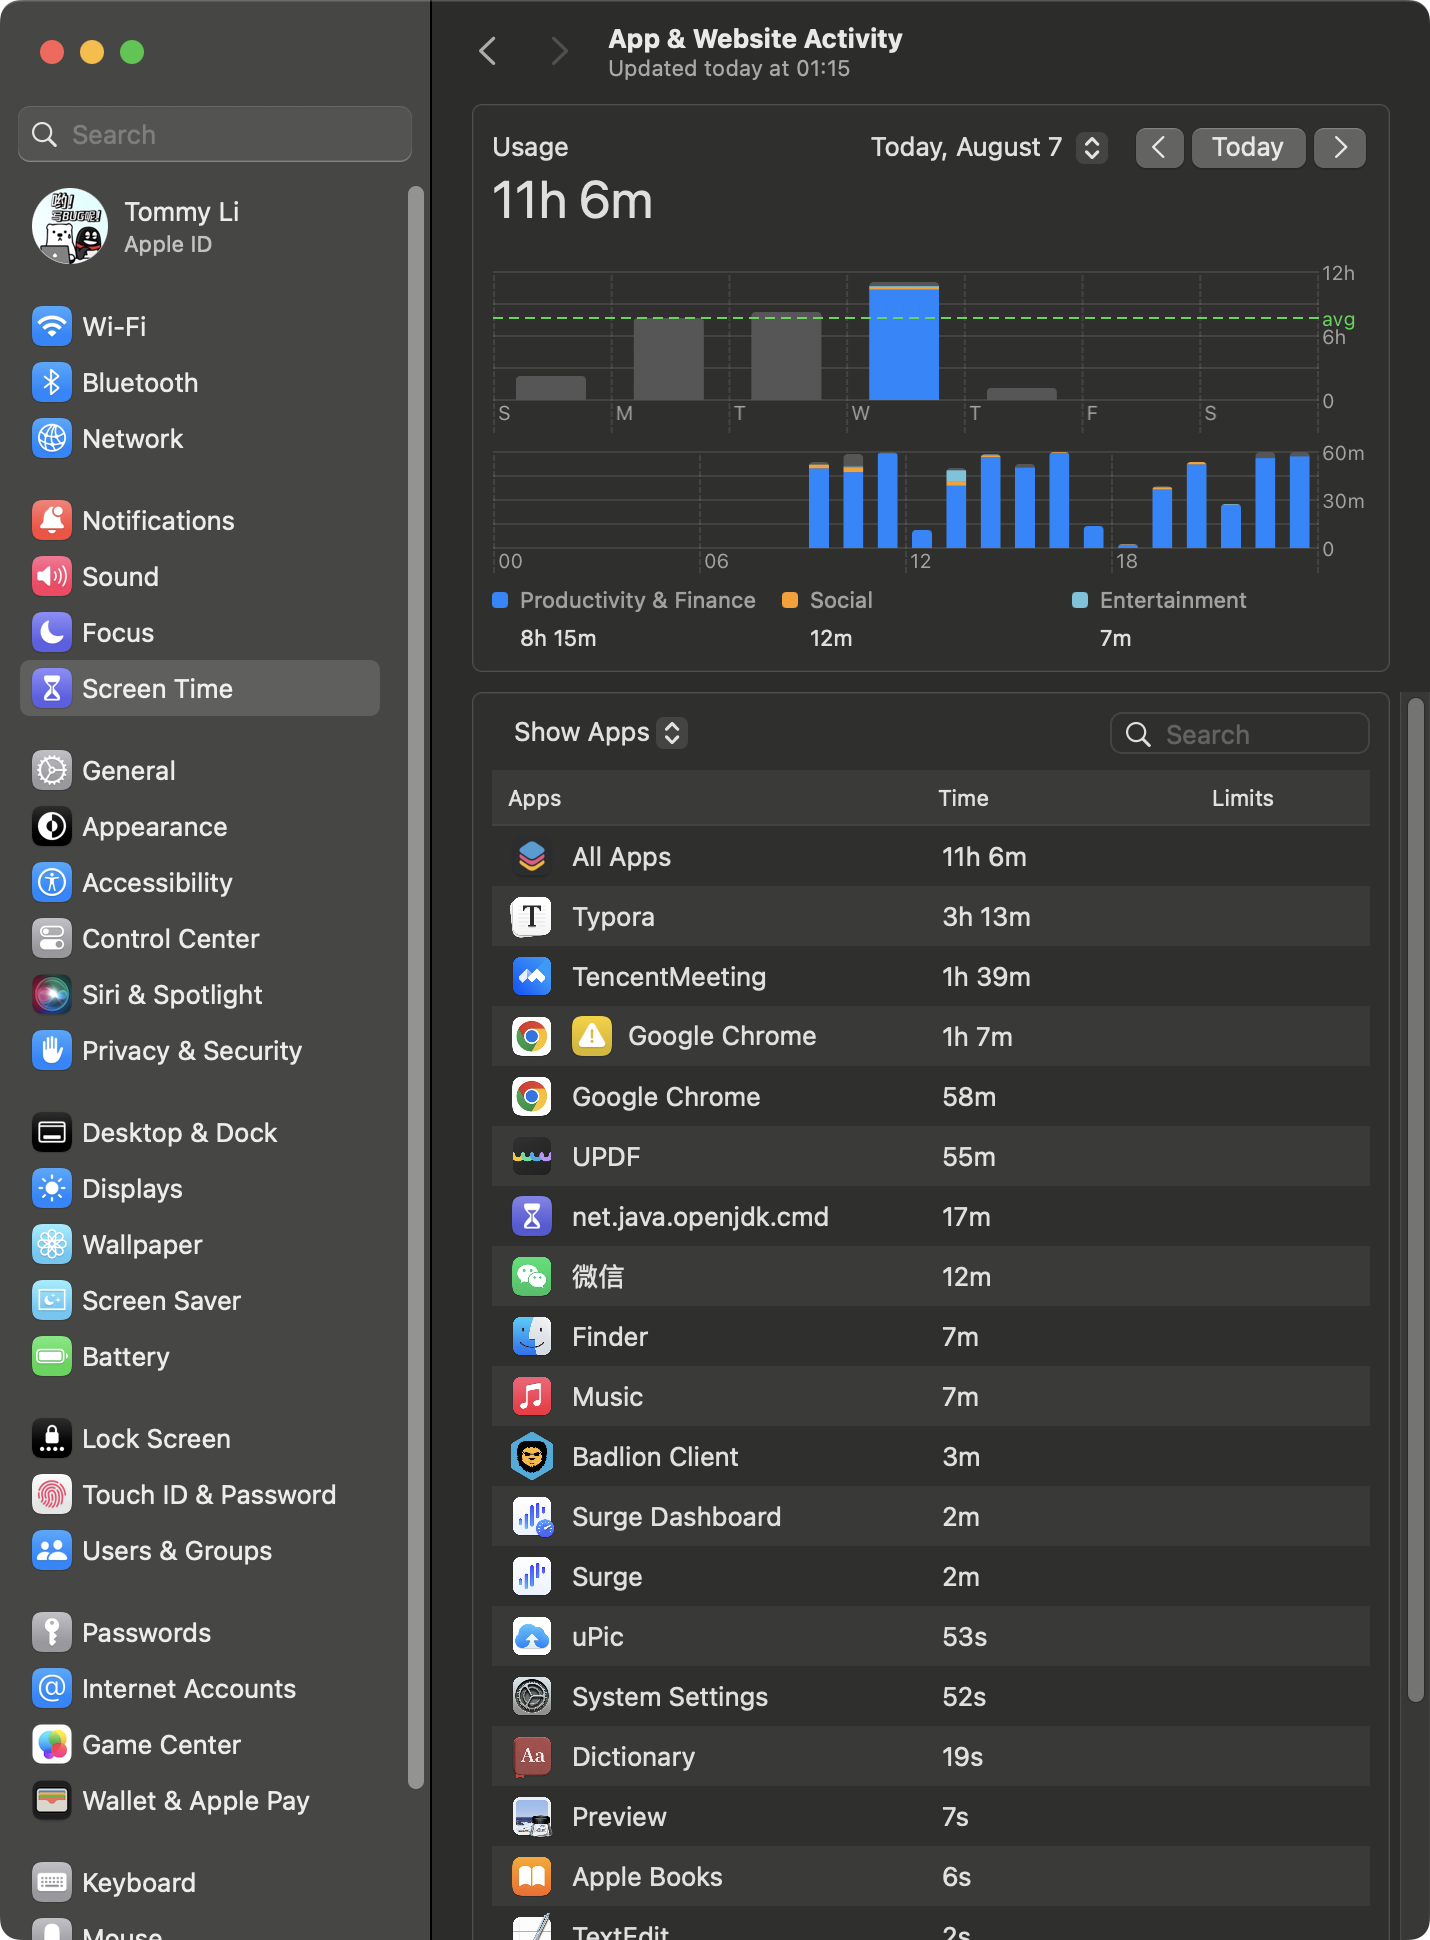 Search
Tommy Li
Apple ID
Wi-Fi
Bluetooth
Network
Notifications
Sound
Focus
Screen Time
General
Appearance
Accessibility
Control Center
Siri & Spotlight
Privacy & Security
Desktop & Dock
Displays
Wallpaper
Screen Saver
Battery
Lock Screen
Touch ID & Password
Users & Groups
Passwords
Internet Accounts
Game Center
Wallet & Apple Pay
Keyboard
Mouse
App & Website Activity
Updated today at 01:15
Usage Today, August 7 Today
11h 6m
12h
avg
6h
0
S M T W T F S
60m
30m
0
00 06 12 18
Productivity & Finance Social Entertainment
8h 15m 12m 7m
Show Apps Search
Apps Time Limits
All Apps 11h 6m
Typora 3h 13m
TencentMeeting 1h 39m
Google Chrome 1h 7m
Google Chrome 58m
UPDF 55m
net.java.openjdk.cmd 17m
微信 12m
Finder 7m
Music 7m
Badlion Client 3m
Surge Dashboard 2m
Surge 2m
uPic 53s
System Settings 52s
Dictionary 19s
Preview 7s
Apple Books 6s
TextEdit 2s